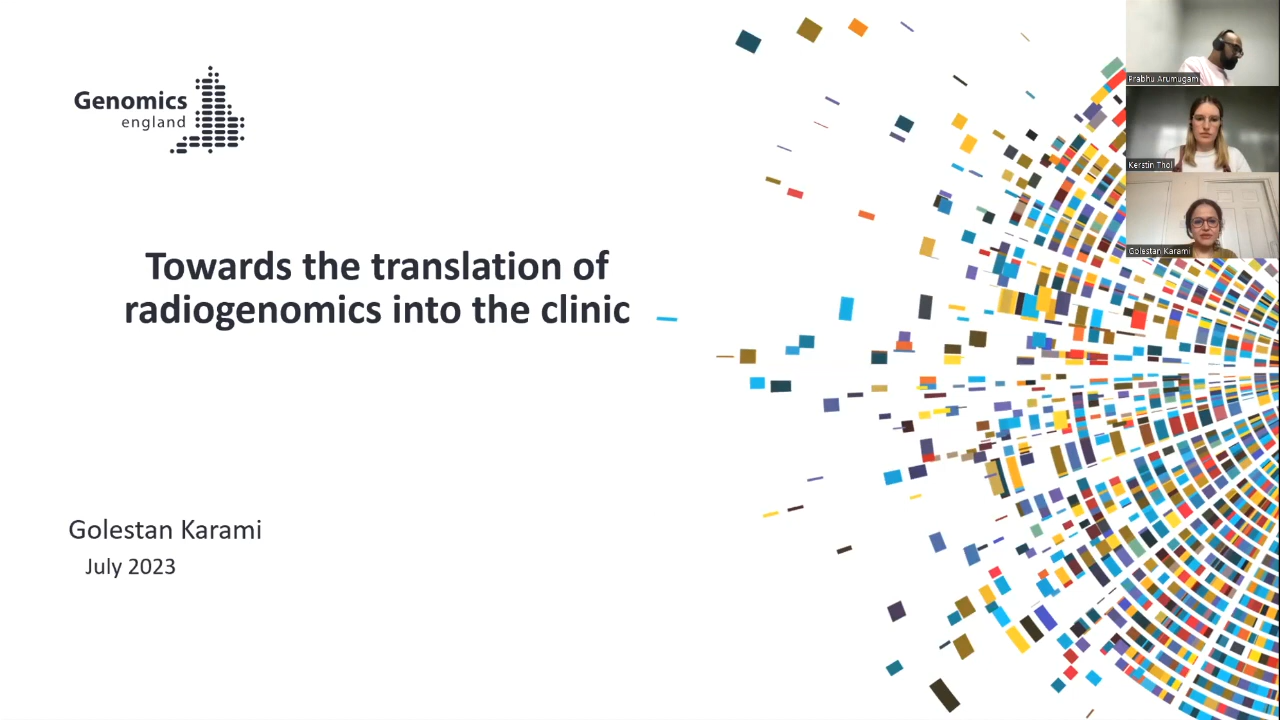 Genomics
england
Towards the translation of
radiogenomics into the clinic
Golestan Karami
July 2023
Prabhu Arumugam
Kerstin Thol
Golestan Karami